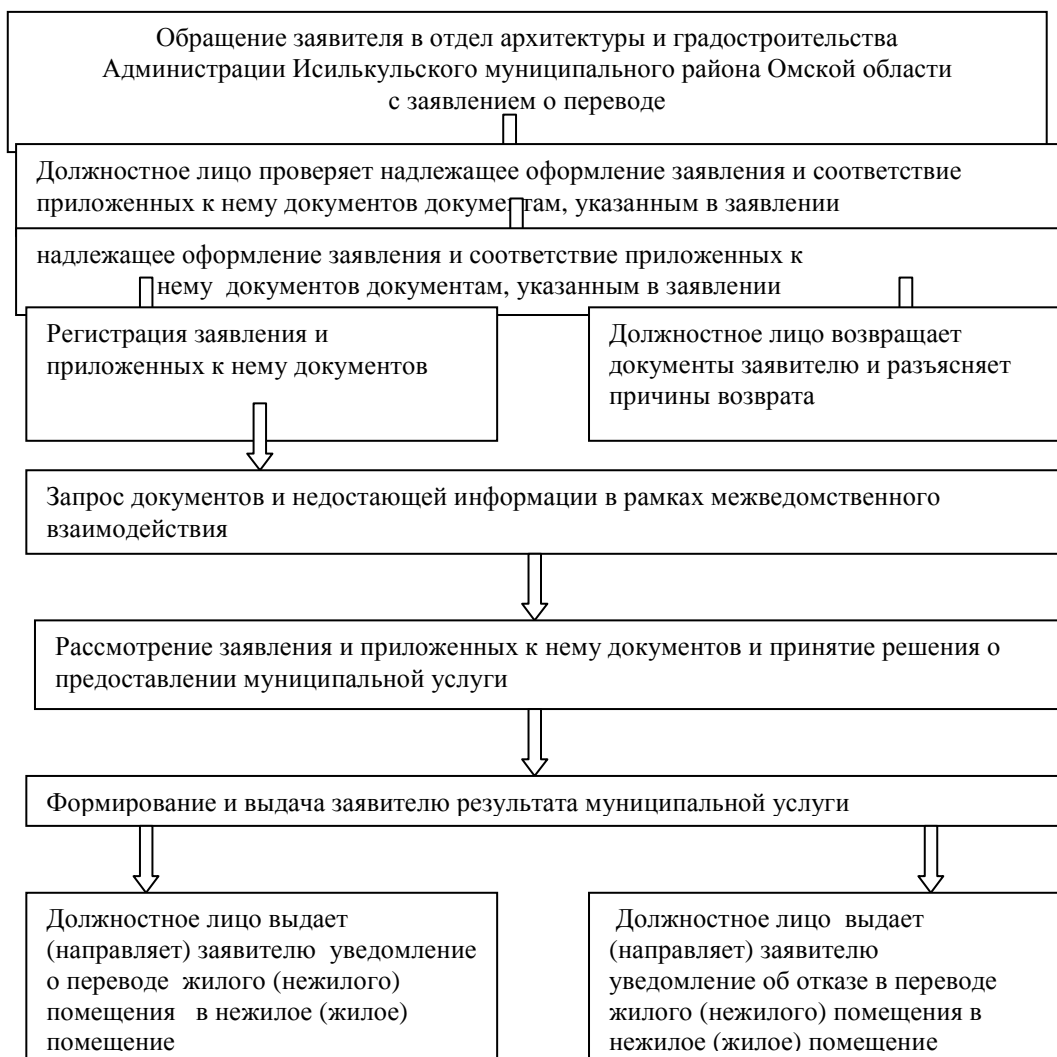 Обращение заявителя в отдел архитектуры и градостроительства
Администрации Исилькульского муниципального района Омской области
с заявлением о переводе
Должностное лицо проверяет надлежащее оформление заявления и соответствие
приложенных к нему документов документам, указанным в заявлении
надлежащее оформление заявления и соответствие приложенных к
нему документов документам, указанным в заявлении
Регистрация заявления и
приложенных к нему документов
Должностное лицо возвращает
документы заявителю и разъясняет
причины возврата
Запрос документов и недостающей информации в рамках межведомственного
взаимодействия
Рассмотрение заявления и приложенных к нему документов и принятие решения о
предоставлении муниципальной услуги
Формирование и выдача заявителю результата муниципальной услуги
Должностное лицо выдает
(направляет) заявителю уведомление
о переводе жилого (нежилого)
помещения в нежилое (жилое)
помещение
Должностное лицо выдает
(направляет) заявителю
уведомление об отказе в переводе
жилого (нежилого) помещения в
нежилое (жилое) помещение